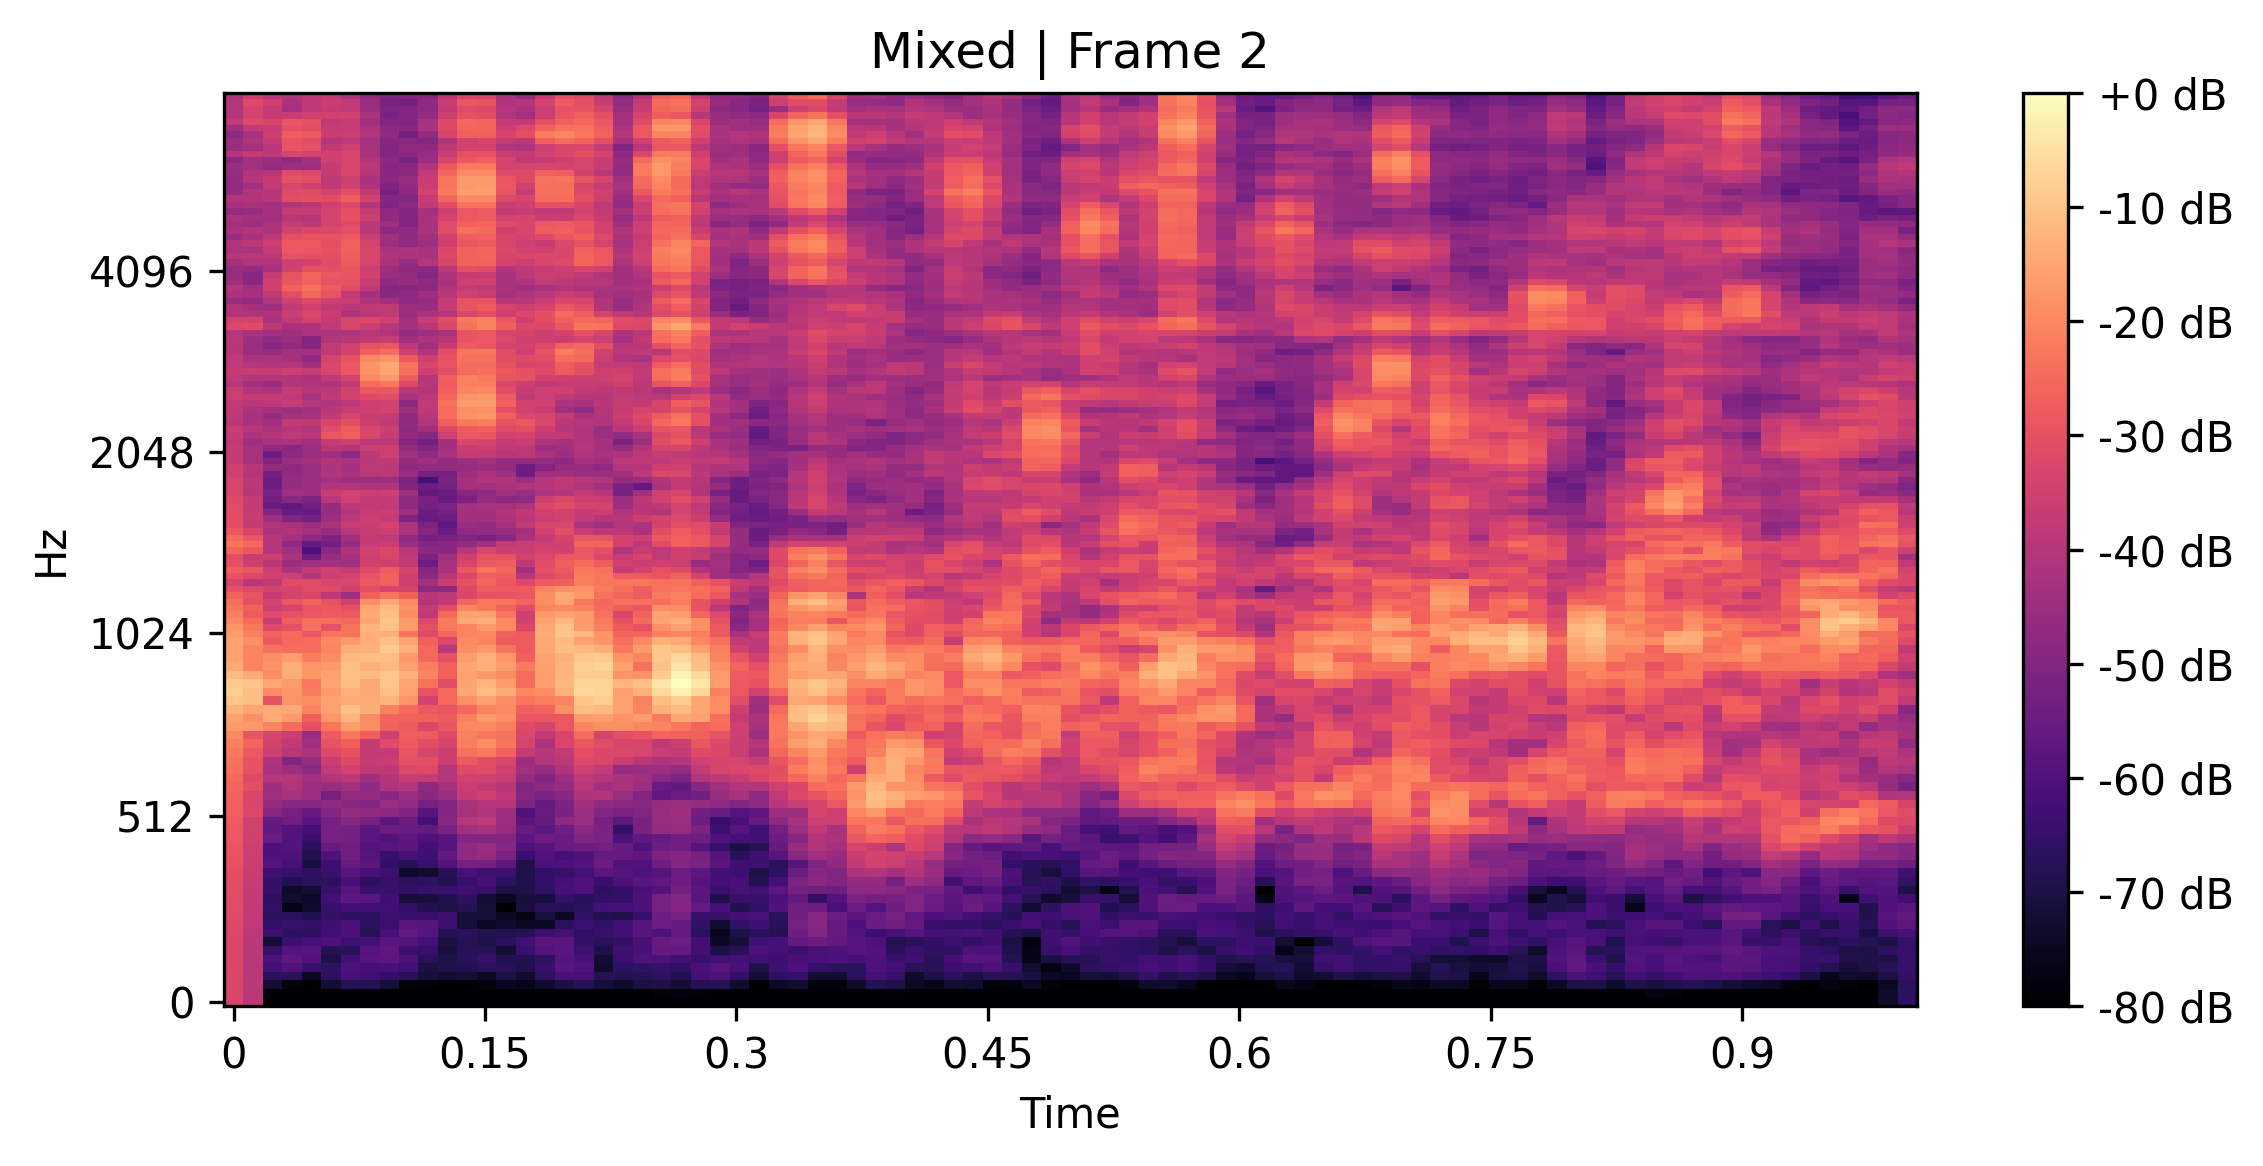 Mixed | Frame 2
+0 dB
-10 dB
-20 dB
-30 dB
-40 dB
-50 dB
-60 dB
-70 dB
-80 dB
Hz
4096
2048
1024
512
0
0 0.15 0.3 0.45 0.6 0.75 0.9
Time